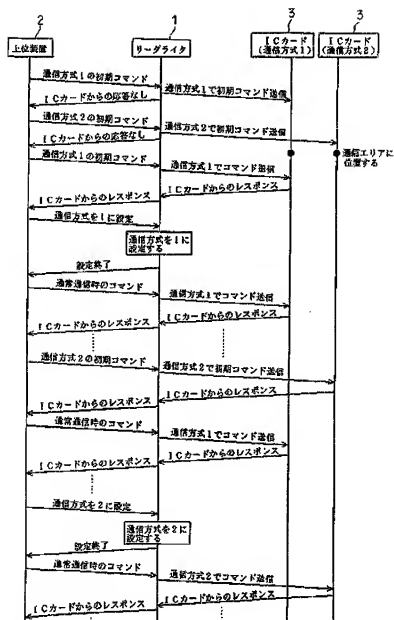 2
1
3
3
上位装置
リーダライタ
ICカード
(通信方式1)
ICカード
(通信方式2)
通信方式1の初期コマンド
通信方式1で初期コマンド送信
ICカードからの応答なし
通信方式2の初期コマンド
通信方式2で初期コマンド送信
ICカードからの応答なし
通信方式1の初期コマンド
通信エリアに
位置する
通信方式1でコマンド送信
ICカードからのレスポンス
ICカードからのレスポンス
通信方式を1に設定
通信方式を1に
設定する
設定終了
通常通信時のコマンド
通信方式1でコマンド送信
ICカードからのレスポンス
ICカードからのレスポンス
通信方式2の初期コマンド
通信方式2で初期コマンド送信
ICカードからのレスポンス
ICカードからのレスポンス
通常通信時のコマンド
通信方式1でコマンド送信
ICカードからのレスポンス
ICカードからのレスポンス
通信方式を2に設定
通信方式を2に
設定する
設定終了
通常通信時のコマンド
通信方式2でコマンド送信
ICカードからのレスポンス
ICカードからのレスポンス